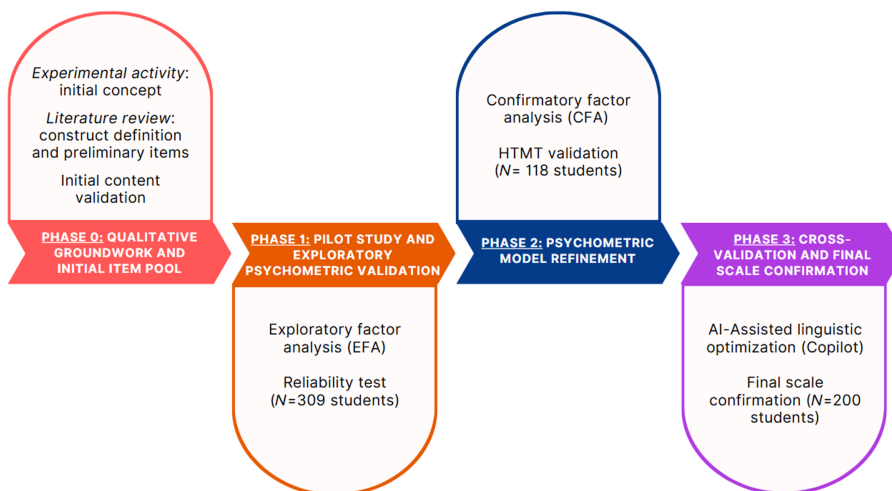 Experimental activity:
initial concept
Literature review:
construct definition
and preliminary items
Initial content
validation
PHASE 0: QUALITATIVE
GROUNDWORK AND
INITIAL ITEM POOL
PHASE 1: PILOT STUDY AND
EXPLORATORY
PSYCHOMETRIC VALIDATION
Exploratory factor
analysis (EFA)
Reliability test
(N=309 students)
Confirmatory factor
analysis (CFA)
HTMT validation
(N= 118 students)
PHASE 2: PSYCHOMETRIC
MODEL REFINEMENT
PHASE 3: CROSS-
VALIDATION AND FINAL
SCALE CONFIRMATION
AI-Assisted linguistic
optimization (Copilot)
Final scale
confirmation (N=200
students)